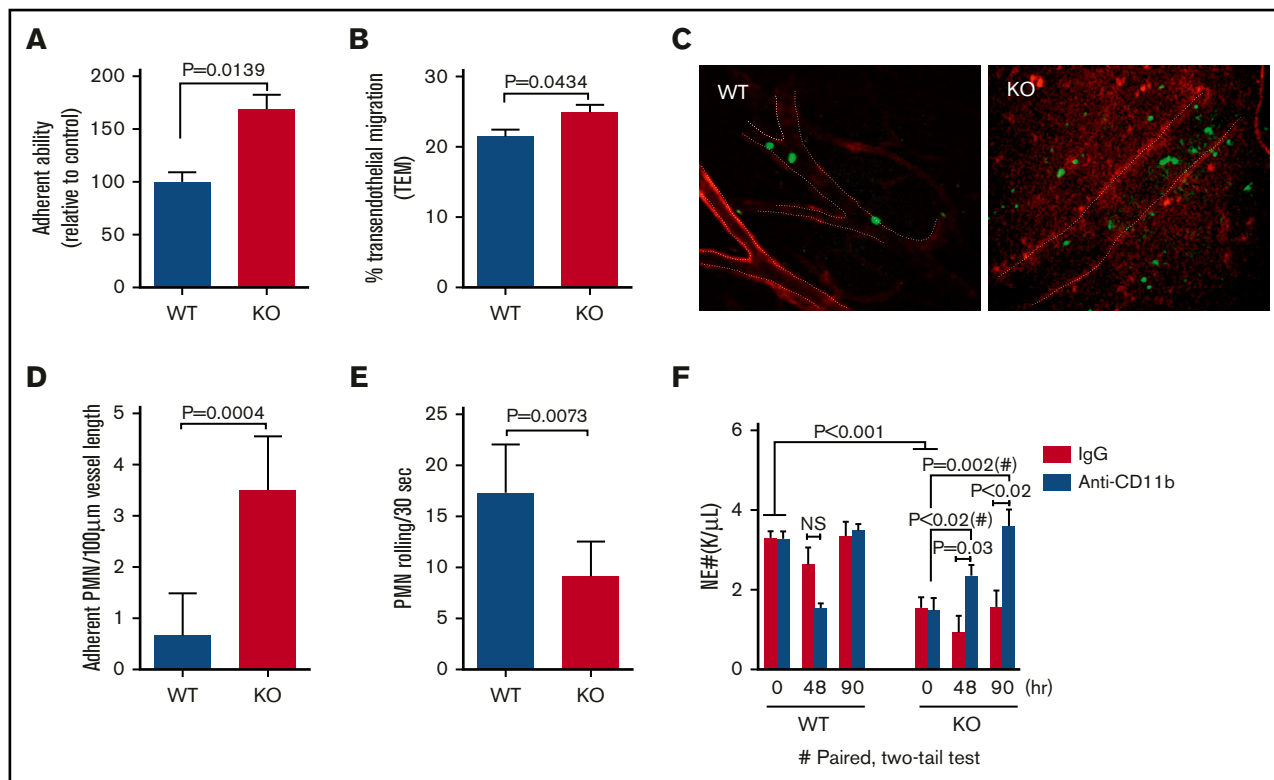 A
Adherent ability
(relative to control)
200
150
100
50
0
P=0.0139
WT KO
B
% transendothelial migration
(TEM)
30
20
10
0
P=0.0434
WT KO
C
WT
KO
D
Adherent PMN/100μm vessel length
5
4
3
2
1
0
P=0.0004
WT KO
E
PMN rolling/30 sec
25
20
15
10
5
0
P=0.0073
WT KO
F
NE#(K/μL)
6
4
2
0
P<0.001
IgG
Anti-CD11b
P=0.002(#)
P<0.02
NS
P<0.02(#)
P=0.03
0 48 90 0 48 90 (hr)
WT KO
# Paired, two-tail test